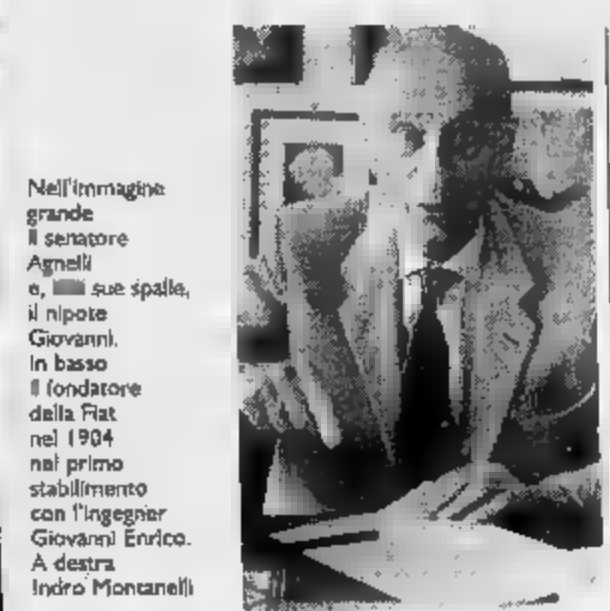 Nell'immagine
grande
il senatore
Agnelli
e, sue spalle,
il nipote
Giovanni.
In basso
il fondatore
della Fiat
nel 1904
nel primo
stabilimento
con l'ingegner
Giovanni Enrico.
A destra
Indro Montanelli